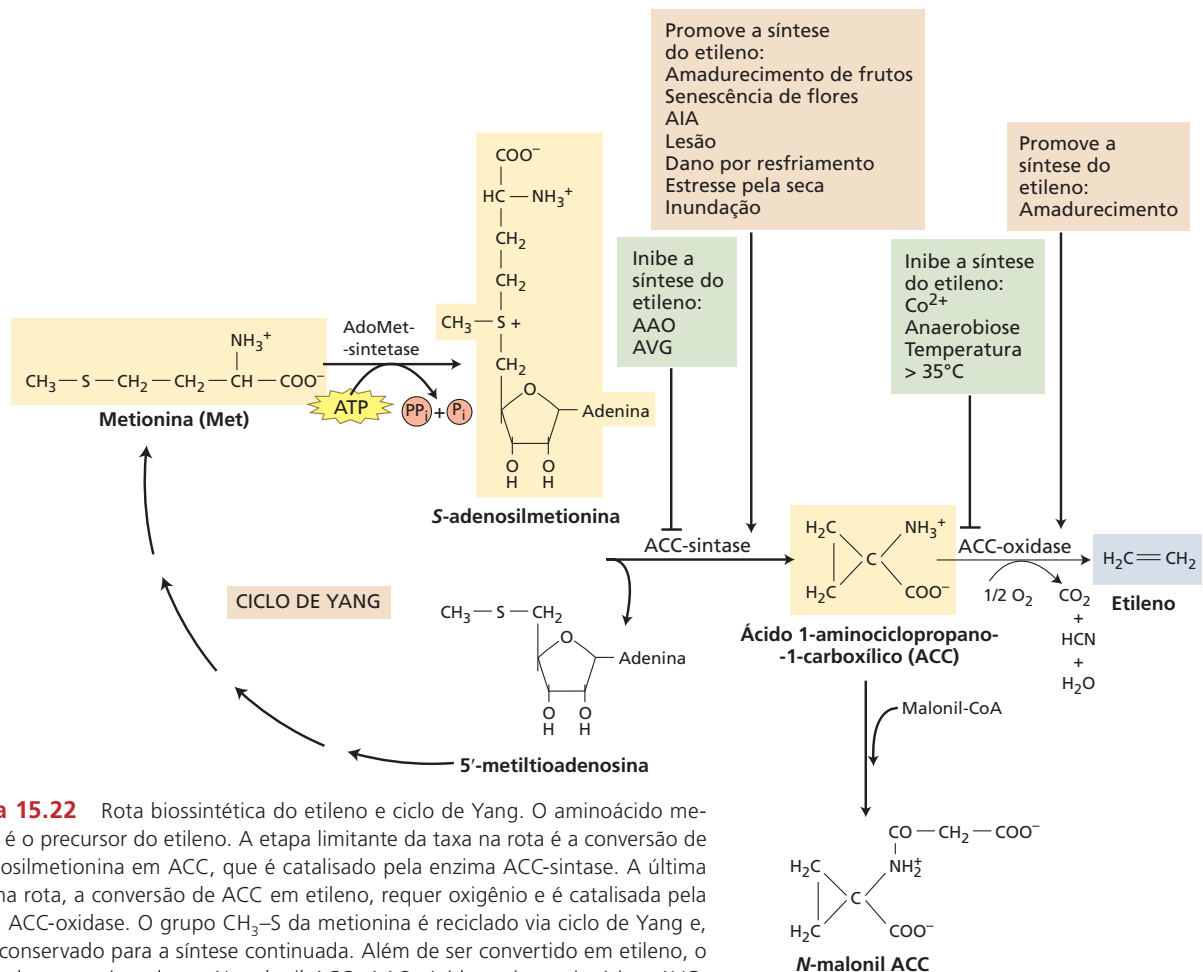 Promove a síntese
do etileno:
Amadurecimento de frutos
Senescência de flores
AIA
Lesão
Dano por resfriamento
Estresse pela seca
Inundação
Promove a
síntese do
etileno:
Amadurecimento
Inibe a
síntese do
etileno:
AAO
AVG
Inibe a síntese
do etileno:
Co²⁺
Anaerobiose
Temperatura
> 35°C
COO⁻
HC — NH₃⁺
CH₂
CH₂
CH₃ — S +
CH₂
O
Adenina
O O
H H
S-adenosilmetionina
NH₃⁺
CH₃ — S — CH₂ — CH₂ — CH — COO⁻
Metionina (Met)
AdoMet-
-sintetase
ATP
PPᵢ + Pᵢ
ACC-sintase
H₂C NH₃⁺
C
H₂C COO⁻
Ácido 1-aminociclopropano-
-1-carboxílico (ACC)
ACC-oxidase
1/2 O₂
CO₂
+
HCN
+
H₂O
H₂C ═ CH₂
Etileno
CICLO DE YANG
CH₃ — S — CH₂
O
Adenina
O O
H H
5′-metiltioadenosina
Malonil-CoA
CO — CH₂ — COO⁻
H₂C NH₂⁺
C
H₂C COO⁻
N-malonil ACC
a 15.22 Rota biossintética do etileno e ciclo de Yang. O aminoácido me-
é o precursor do etileno. A etapa limitante da taxa na rota é a conversão de
osilmetionina em ACC, que é catalisado pela enzima ACC-sintase. A última
na rota, a conversão de ACC em etileno, requer oxigênio e é catalisada pela
ACC-oxidase. O grupo CH₃–S da metionina é reciclado via ciclo de Yang e,
conservado para a síntese continuada. Além de ser convertido em etileno, o